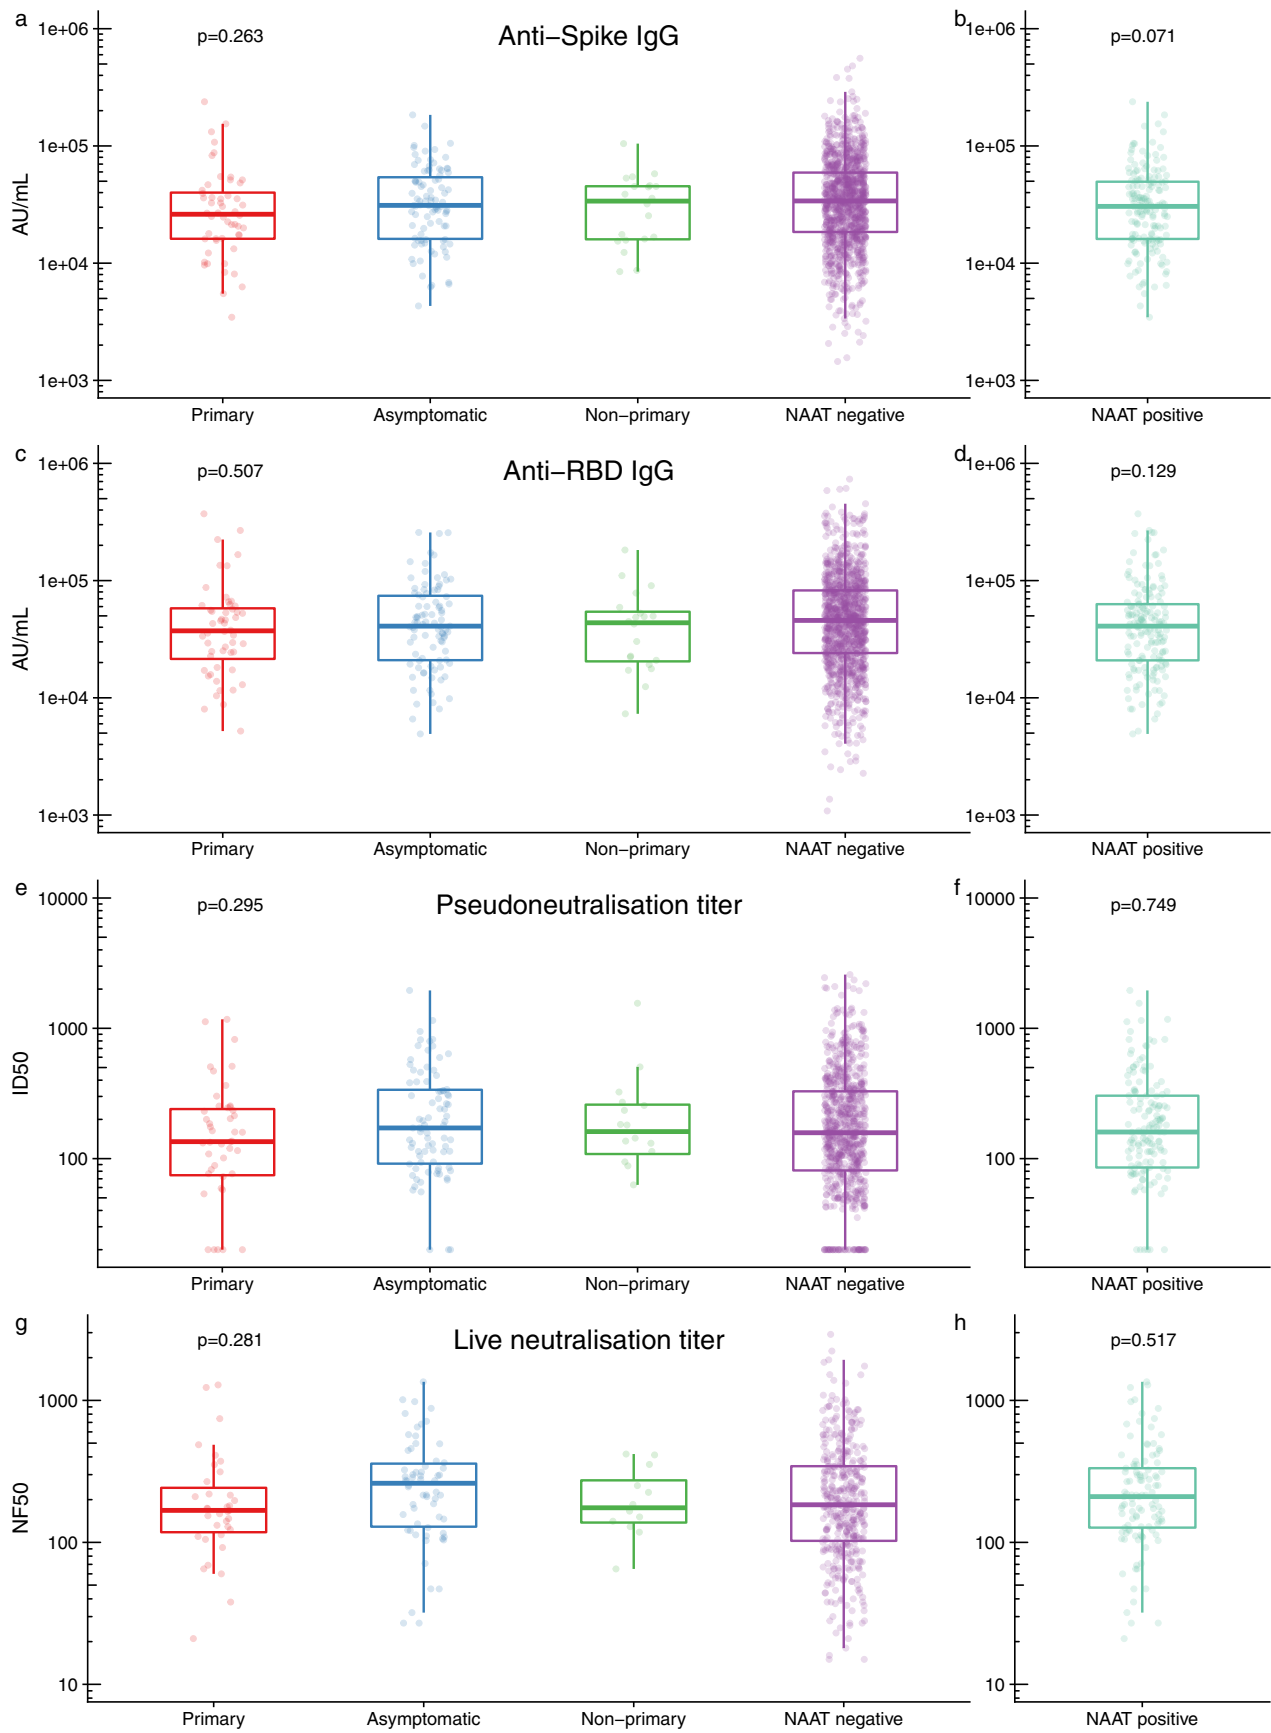 a
Anti−Spike IgG
p=0.263
1e+06
1e+05
1e+04
1e+03
AU/mL
Primary
Asymptomatic
Non−primary
NAAT negative
b
p=0.071
1e+06
1e+05
1e+04
1e+03
NAAT positive
c
Anti−RBD IgG
p=0.507
1e+06
1e+05
1e+04
1e+03
AU/mL
Primary
Asymptomatic
Non−primary
NAAT negative
d
p=0.129
1e+06
1e+05
1e+04
1e+03
NAAT positive
e
Pseudoneutralisation titer
p=0.295
10000
1000
100
ID50
Primary
Asymptomatic
Non−primary
NAAT negative
f
p=0.749
10000
1000
100
NAAT positive
g
Live neutralisation titer
p=0.281
1000
100
10
NF50
Primary
Asymptomatic
Non−primary
NAAT negative
h
p=0.517
1000
100
10
NAAT positive